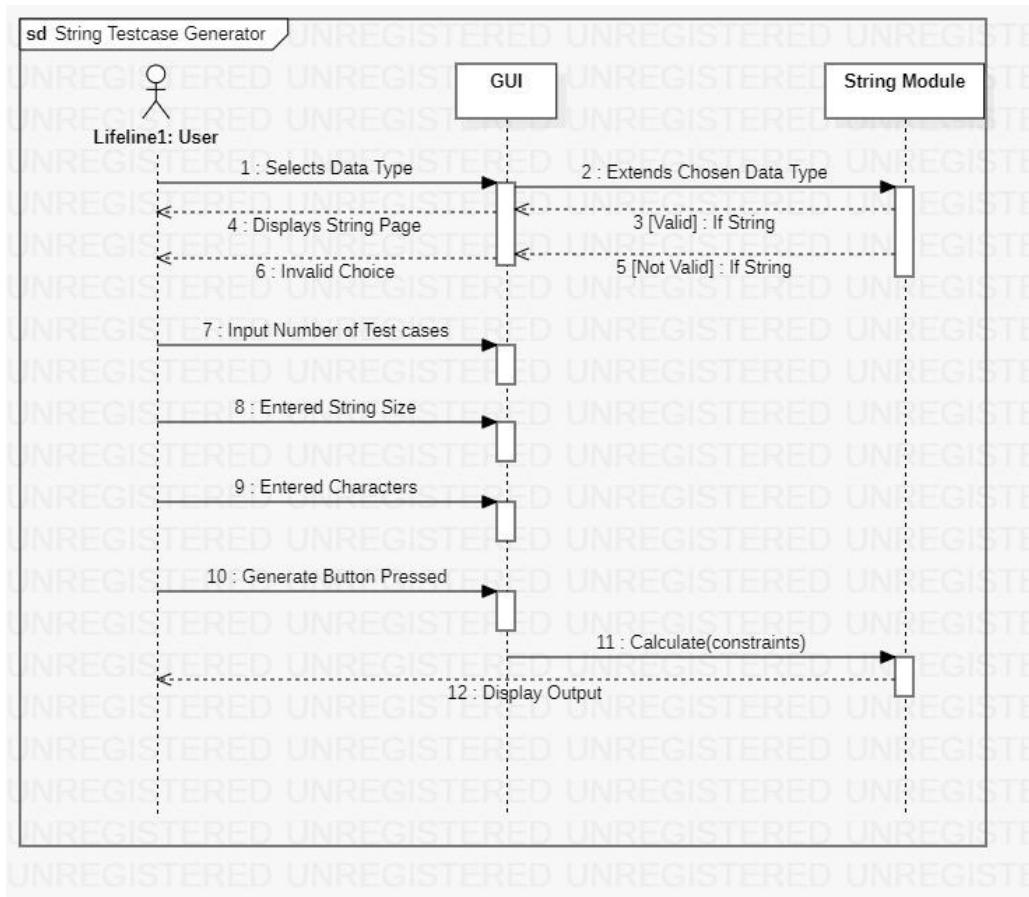 sd String Testcase Generator
GUI
String Module
Lifeline1: User
1 : Selects Data Type
2 : Extends Chosen Data Type
3 [Valid] : If String
4 : Displays String Page
5 [Not Valid] : If String
6 : Invalid Choice
7 : Input Number of Test cases
8 : Entered String Size
9 : Entered Characters
10 : Generate Button Pressed
11 : Calculate(constraints)
12 : Display Output
UNREGISTERED